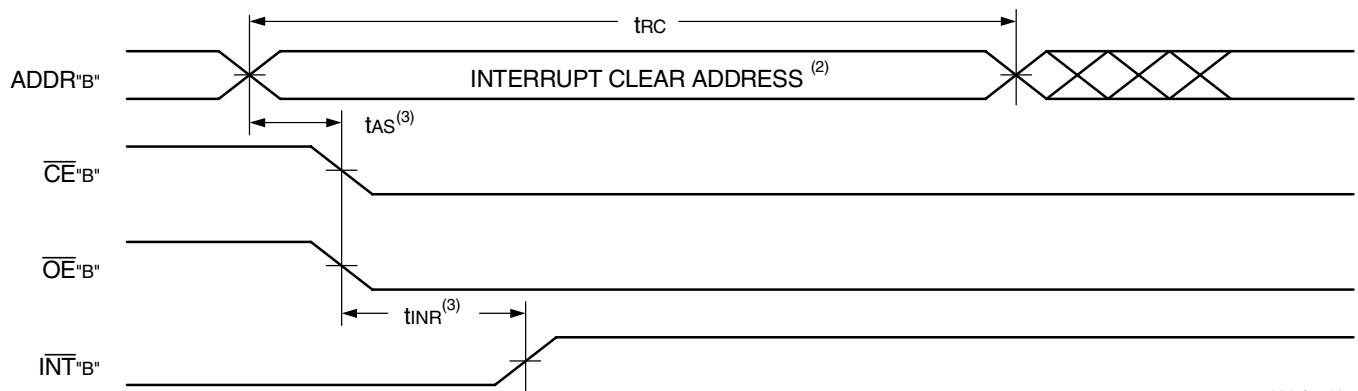 tRC
ADDR"B"
INTERRUPT CLEAR ADDRESS (2)
tAS(3)
CE"B"
OE"B"
tINR(3)
INT"B"